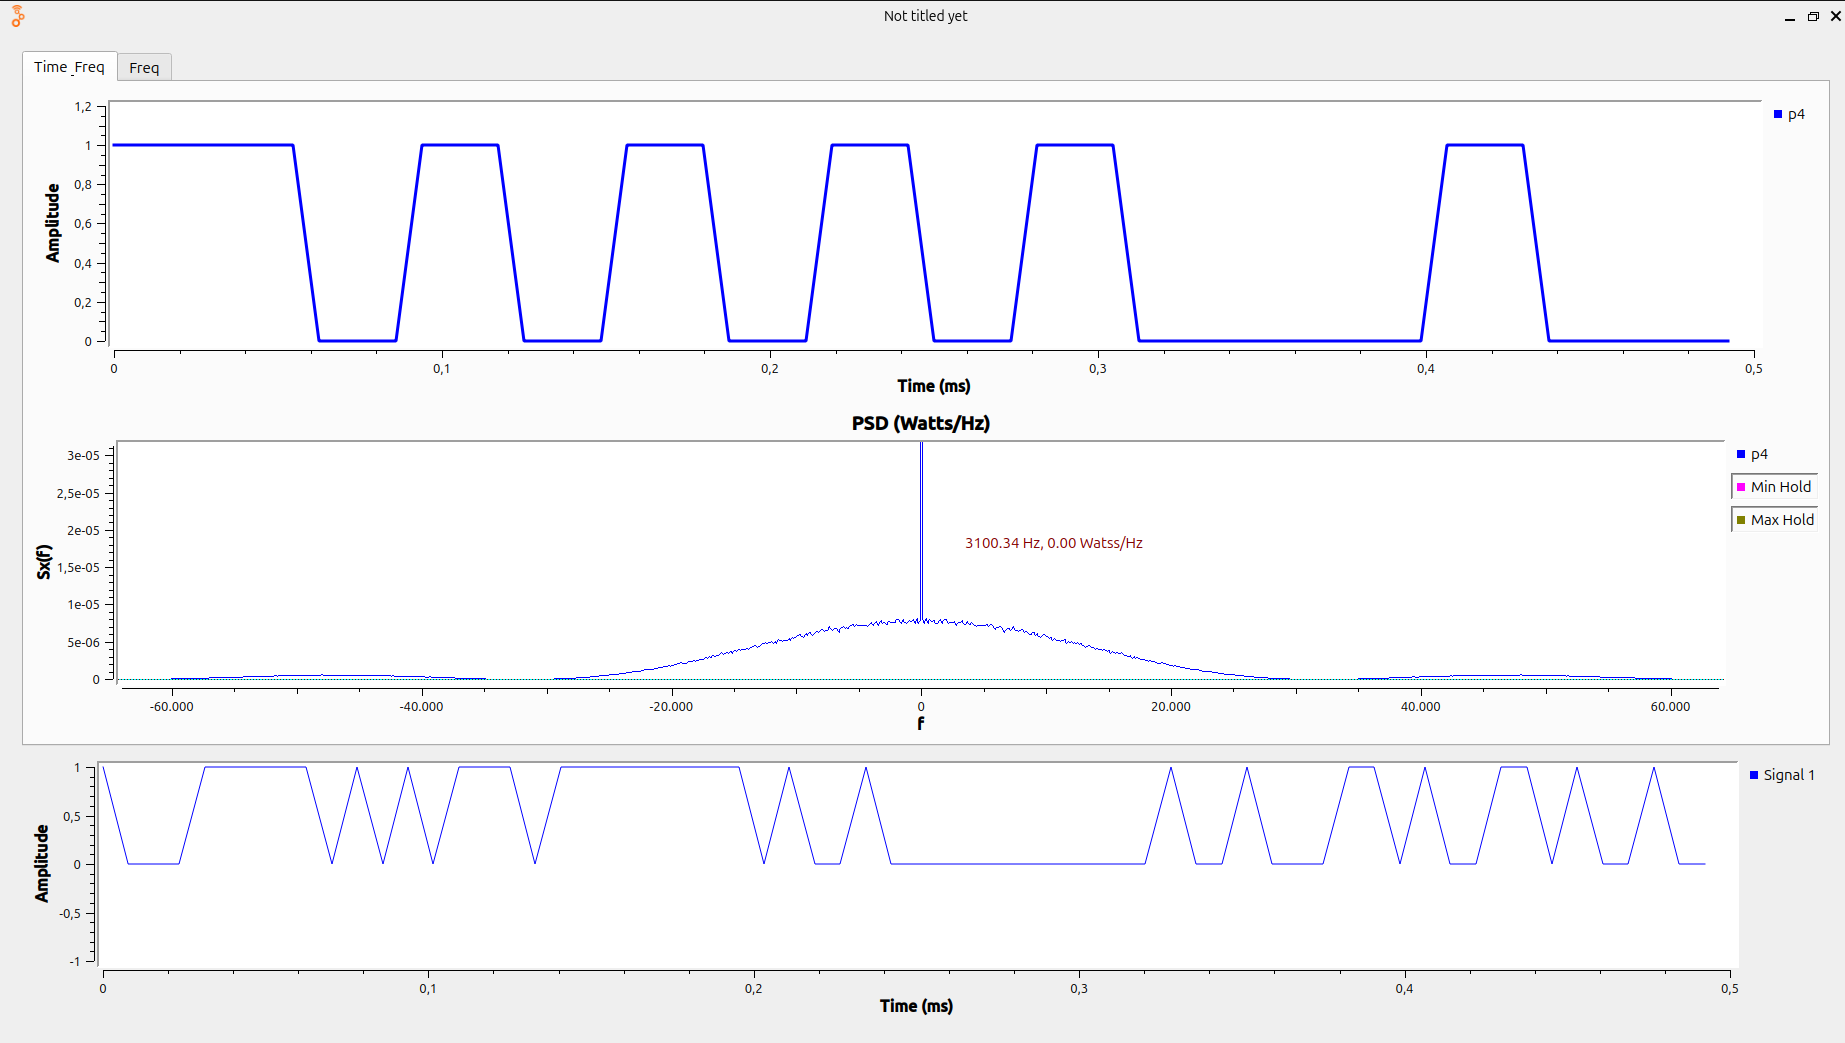 Not titled yet
Time_Freq
Freq
1,2
1
0,8
0,6
0,4
0,2
0
Amplitude
0
0,1
0,2
0,3
0,4
0,5
Time (ms)
p4
PSD (Watts/Hz)
3e-05
2,5e-05
2e-05
1,5e-05
1e-05
5e-06
0
Sx(f)
3100.34 Hz, 0.00 Watss/Hz
-60.000
-40.000
-20.000
0
20.000
40.000
60.000
f
p4
Min Hold
Max Hold
1
0,5
0
-0,5
-1
Amplitude
0
0,1
0,2
0,3
0,4
0,5
Time (ms)
Signal 1